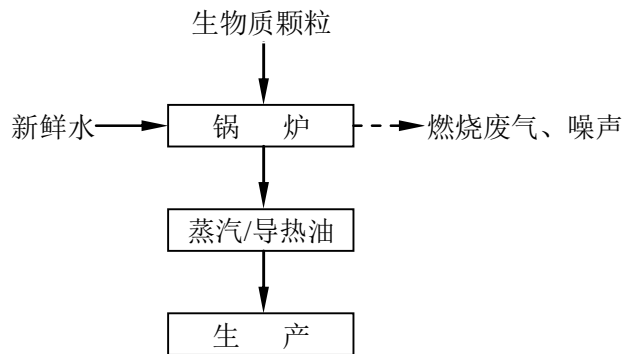 生物质颗粒
新鲜水
锅 炉
燃烧废气、噪声
蒸汽/导热油
生 产